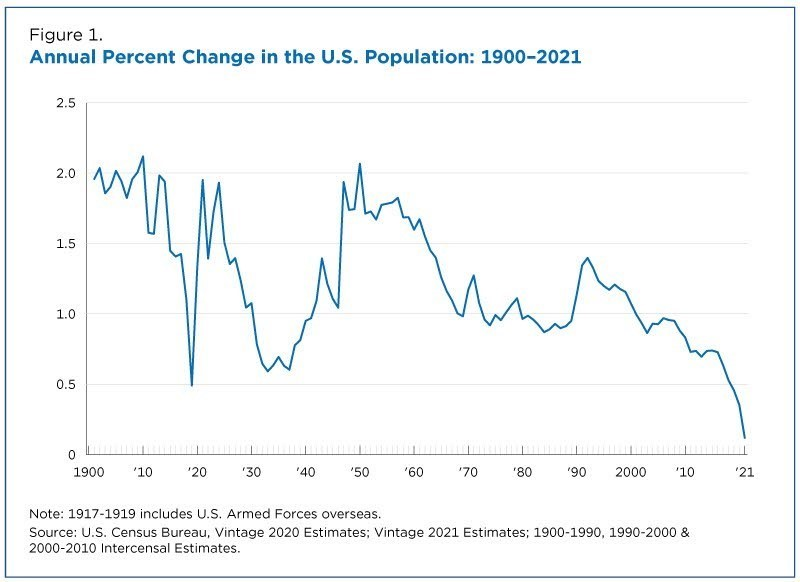 Figure 1.
Annual Percent Change in the U.S. Population: 1900–2021
2.5
2.0
1.5
1.0
0.5
0
1900 '10 '20 '30 '40 '50 '60 '70 '80 '90 2000 '10 '21
Note: 1917-1919 includes U.S. Armed Forces overseas.
Source: U.S. Census Bureau, Vintage 2020 Estimates; Vintage 2021 Estimates; 1900-1990, 1990-2000 &
2000-2010 Intercensal Estimates.